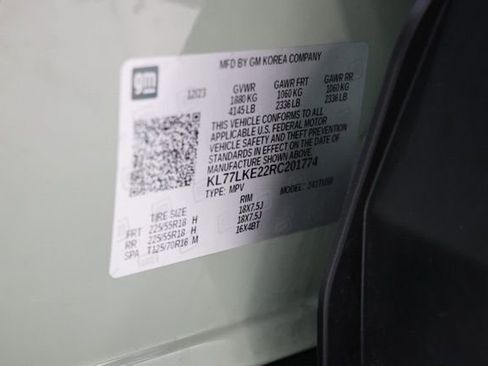 gm
MFD BY GM KOREA COMPANY
12/23
GVWR GAWR FRT GAWR RR
1880 KG 1060 KG 1060 KG
4145 LB 2336 LB 2336 LB
THIS VEHICLE CONFORMS TO ALL
APPLICABLE U.S. FEDERAL MOTOR
VEHICLE SAFETY AND THEFT PREVENTION
STANDARDS IN EFFECT ON THE DATE OF
MANUFACTURE SHOWN ABOVE.
KL77LKE22RC201774
TYPE: MPV MODEL:
TIRE SIZE RIM
FRT 225/55R18 H 18X7.5J
RR 225/55R18 H 18X7.5J
SPA T125/70R16 M 16X4BT